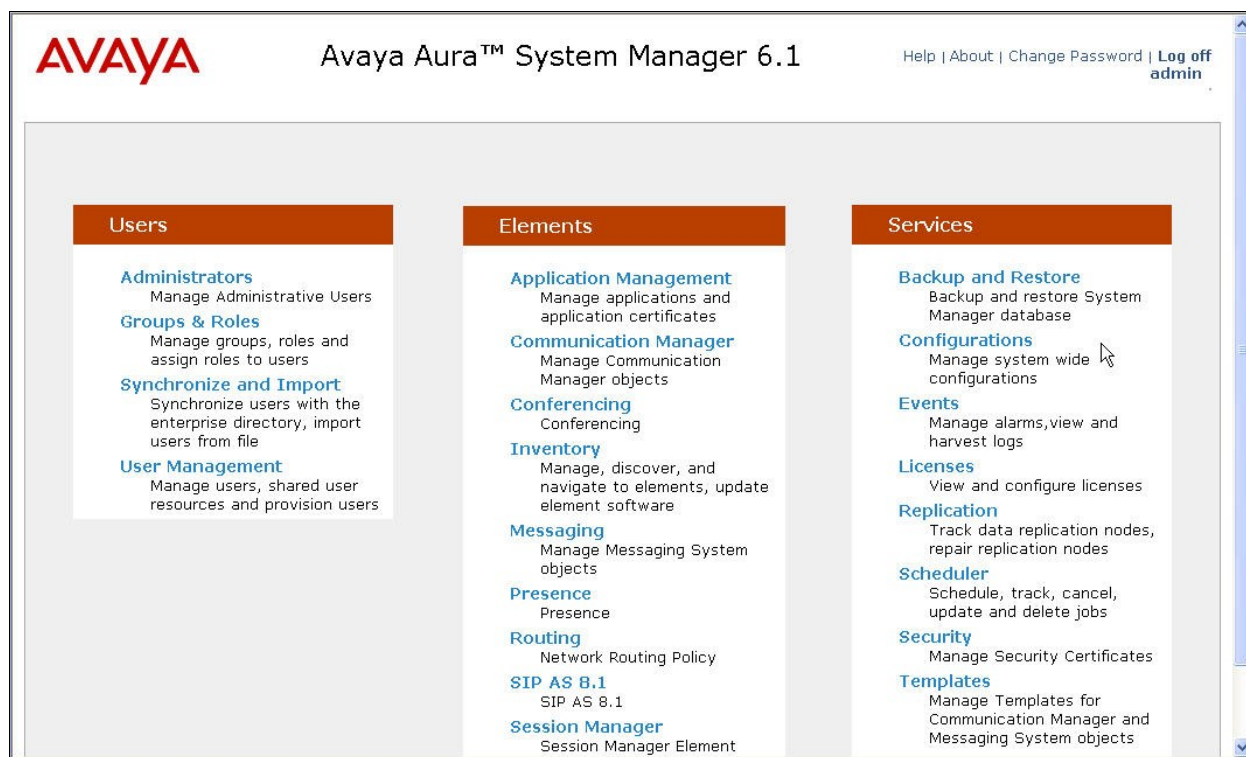 AVAYA
Avaya Aura™ System Manager 6.1
Help | About | Change Password | Log off
admin
Users
Administrators
Manage Administrative Users
Groups & Roles
Manage groups, roles and
assign roles to users
Synchronize and Import
Synchronize users with the
enterprise directory, import
users from file
User Management
Manage users, shared user
resources and provision users
Elements
Application Management
Manage applications and
application certificates
Communication Manager
Manage Communication
Manager objects
Conferencing
Conferencing
Inventory
Manage, discover, and
navigate to elements, update
element software
Messaging
Manage Messaging System
objects
Presence
Presence
Routing
Network Routing Policy
SIP AS 8.1
SIP AS 8.1
Session Manager
Session Manager Element
Services
Backup and Restore
Backup and restore System
Manager database
Configurations
Manage system wide
configurations
Events
Manage alarms,view and
harvest logs
Licenses
View and configure licenses
Replication
Track data replication nodes,
repair replication nodes
Scheduler
Schedule, track, cancel,
update and delete jobs
Security
Manage Security Certificates
Templates
Manage Templates for
Communication Manager and
Messaging System objects